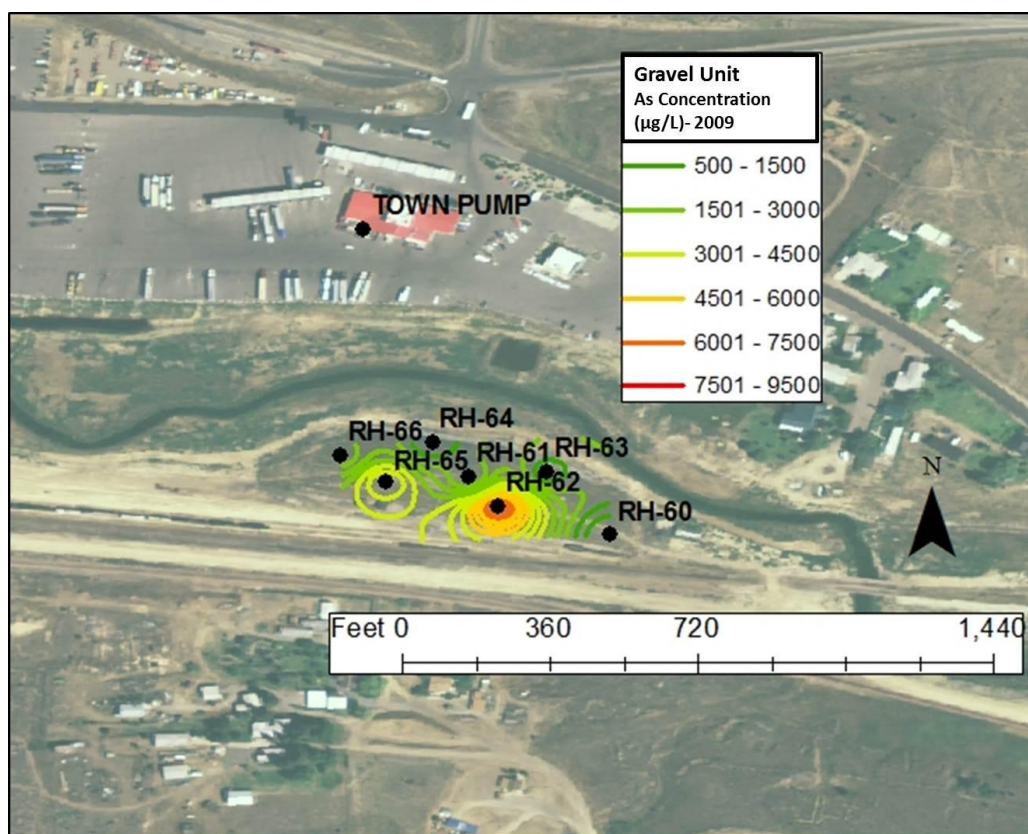 Gravel Unit
As Concentration
(µg/L)- 2009
500 - 1500
1501 - 3000
3001 - 4500
4501 - 6000
6001 - 7500
7501 - 9500
TOWN PUMP
RH-64
RH-66
RH-61
RH-63
RH-65
RH-62
RH-60
N
Feet 0 360 720 1,440